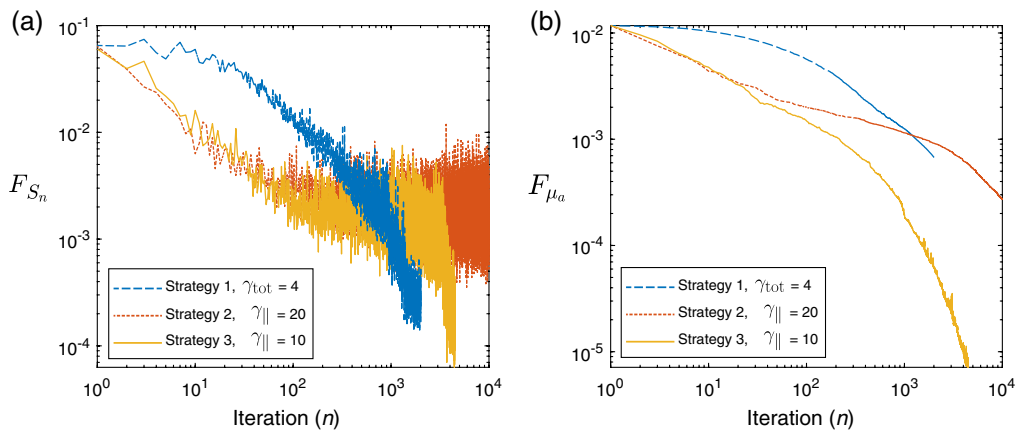 (a)
10^-1
10^-2
10^-3
10^-4
F_{S_n}
Strategy 1, γ_tot = 4
Strategy 2, γ_∥ = 20
Strategy 3, γ_∥ = 10
10^0 10^1 10^2 10^3 10^4
Iteration (n)
(b)
10^-2
10^-3
10^-4
10^-5
F_{μ_a}
Strategy 1, γ_tot = 4
Strategy 2, γ_∥ = 20
Strategy 3, γ_∥ = 10
10^0 10^1 10^2 10^3 10^4
Iteration (n)